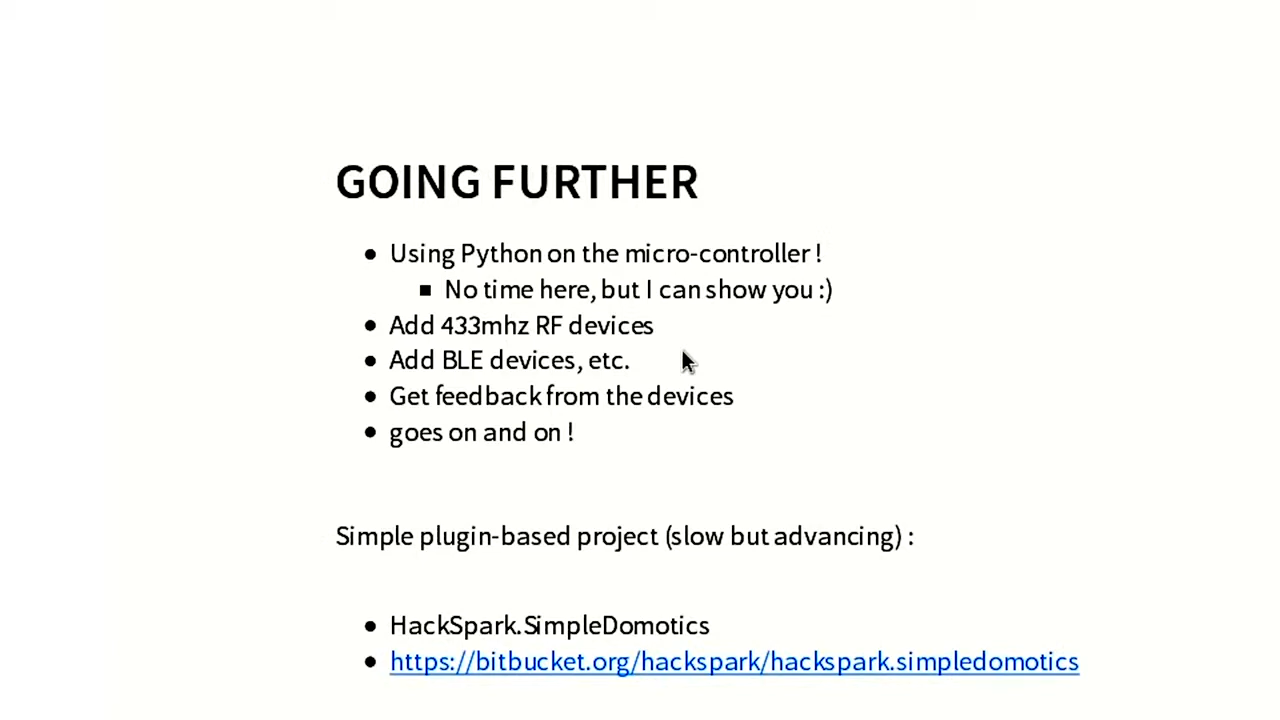 GOING FURTHER
Using Python on the micro-controller !
No time here, but I can show you :)
Add 433mhz RF devices
Add BLE devices, etc.
Get feedback from the devices
goes on and on !
Simple plugin-based project (slow but advancing) :
HackSpark.SimpleDomotics
https://bitbucket.org/hackspark/hackspark.simpledomotics